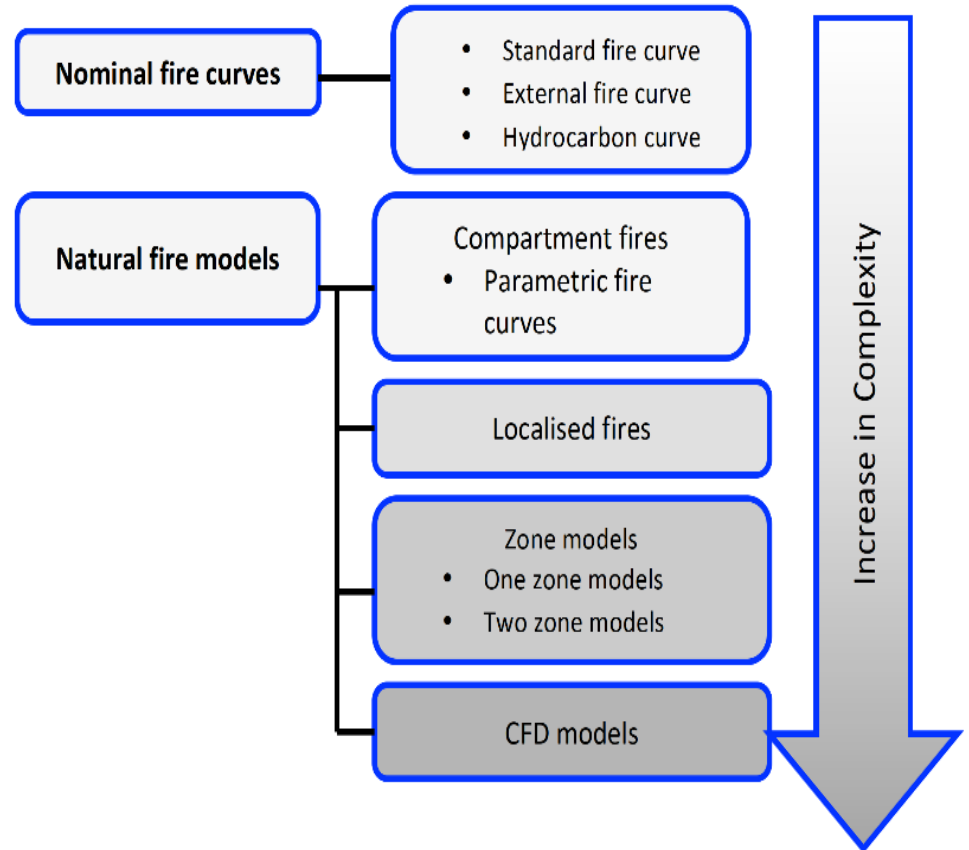 Nominal fire curves
• Standard fire curve
• External fire curve
• Hydrocarbon curve
Natural fire models
Compartment fires
• Parametric fire
curves
Localised fires
Zone models
• One zone models
• Two zone models
CFD models
Increase in Complexity